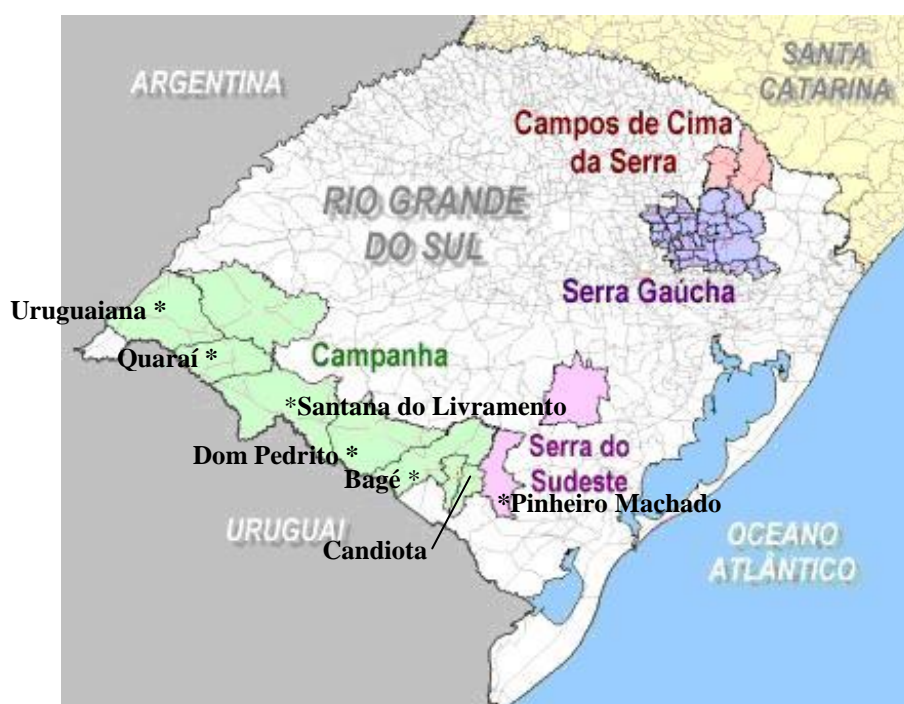 SANTA
CATARINA
ARGENTINA
Campos de Cima
da Serra
RIO GRANDE
DO SUL
Serra Gaúcha
Uruguaiana *
Quaraí *
Campanha
*Santana do Livramento
Dom Pedrito *
Serra do
Sudeste
Bagé *
*Pinheiro Machado
URUGUAI
Candiota
OCEANO
ATLÂNTICO